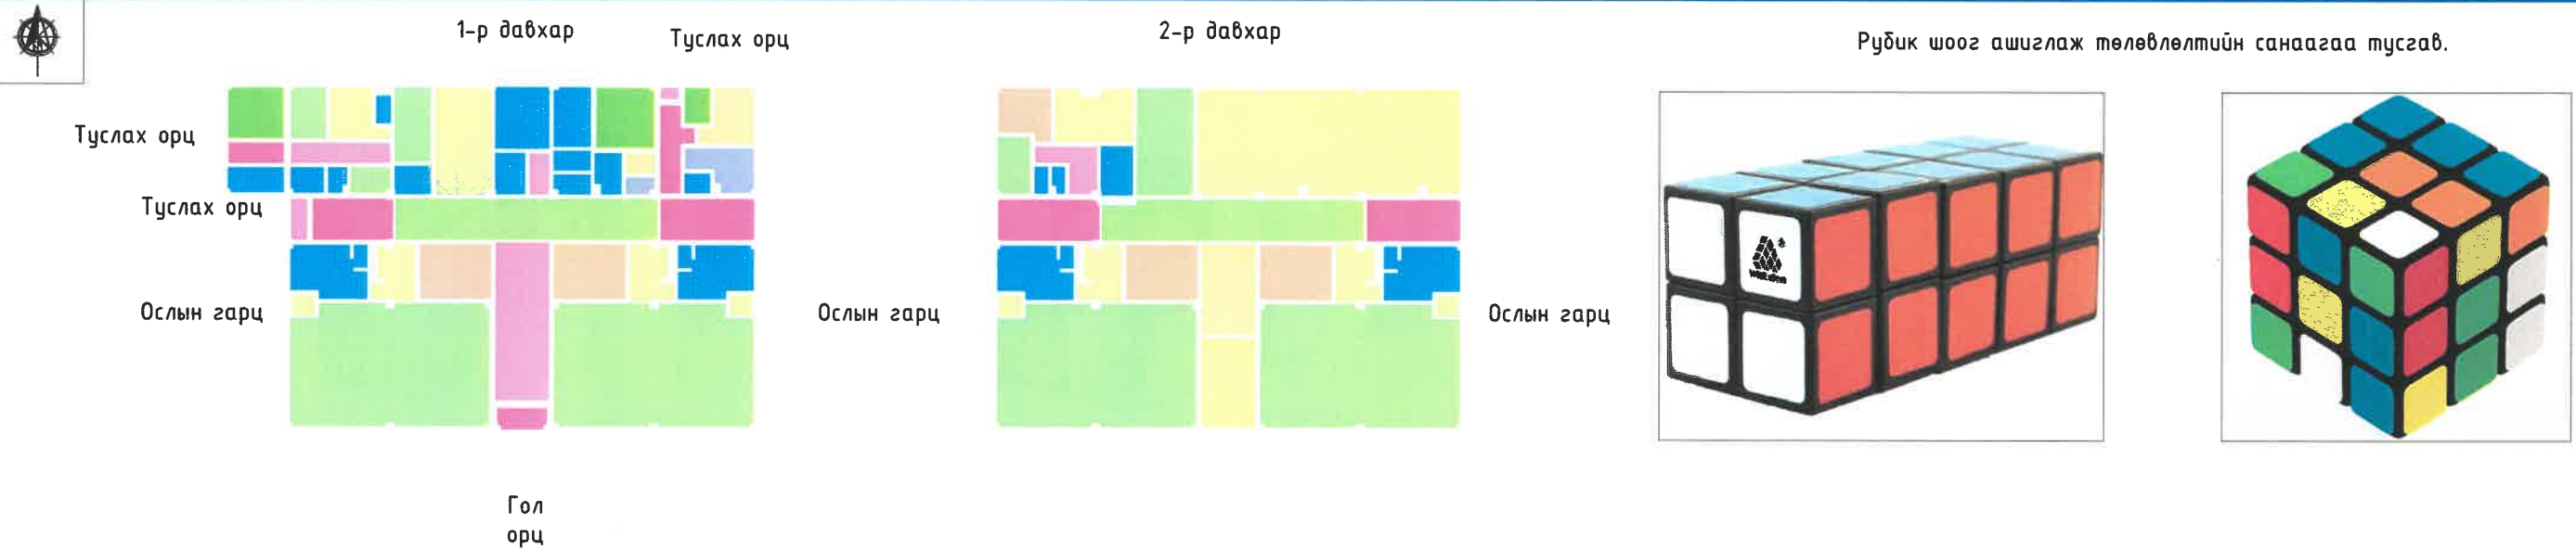 1-р давхар
Туслах орц
2-р давхар
Рубик шоог ашиглаж төлөвлөлтийн санаагаа тусгав.
Туслах орц
Туслах орц
Ослын гарц
Ослын гарц
Ослын гарц
Гол
орц